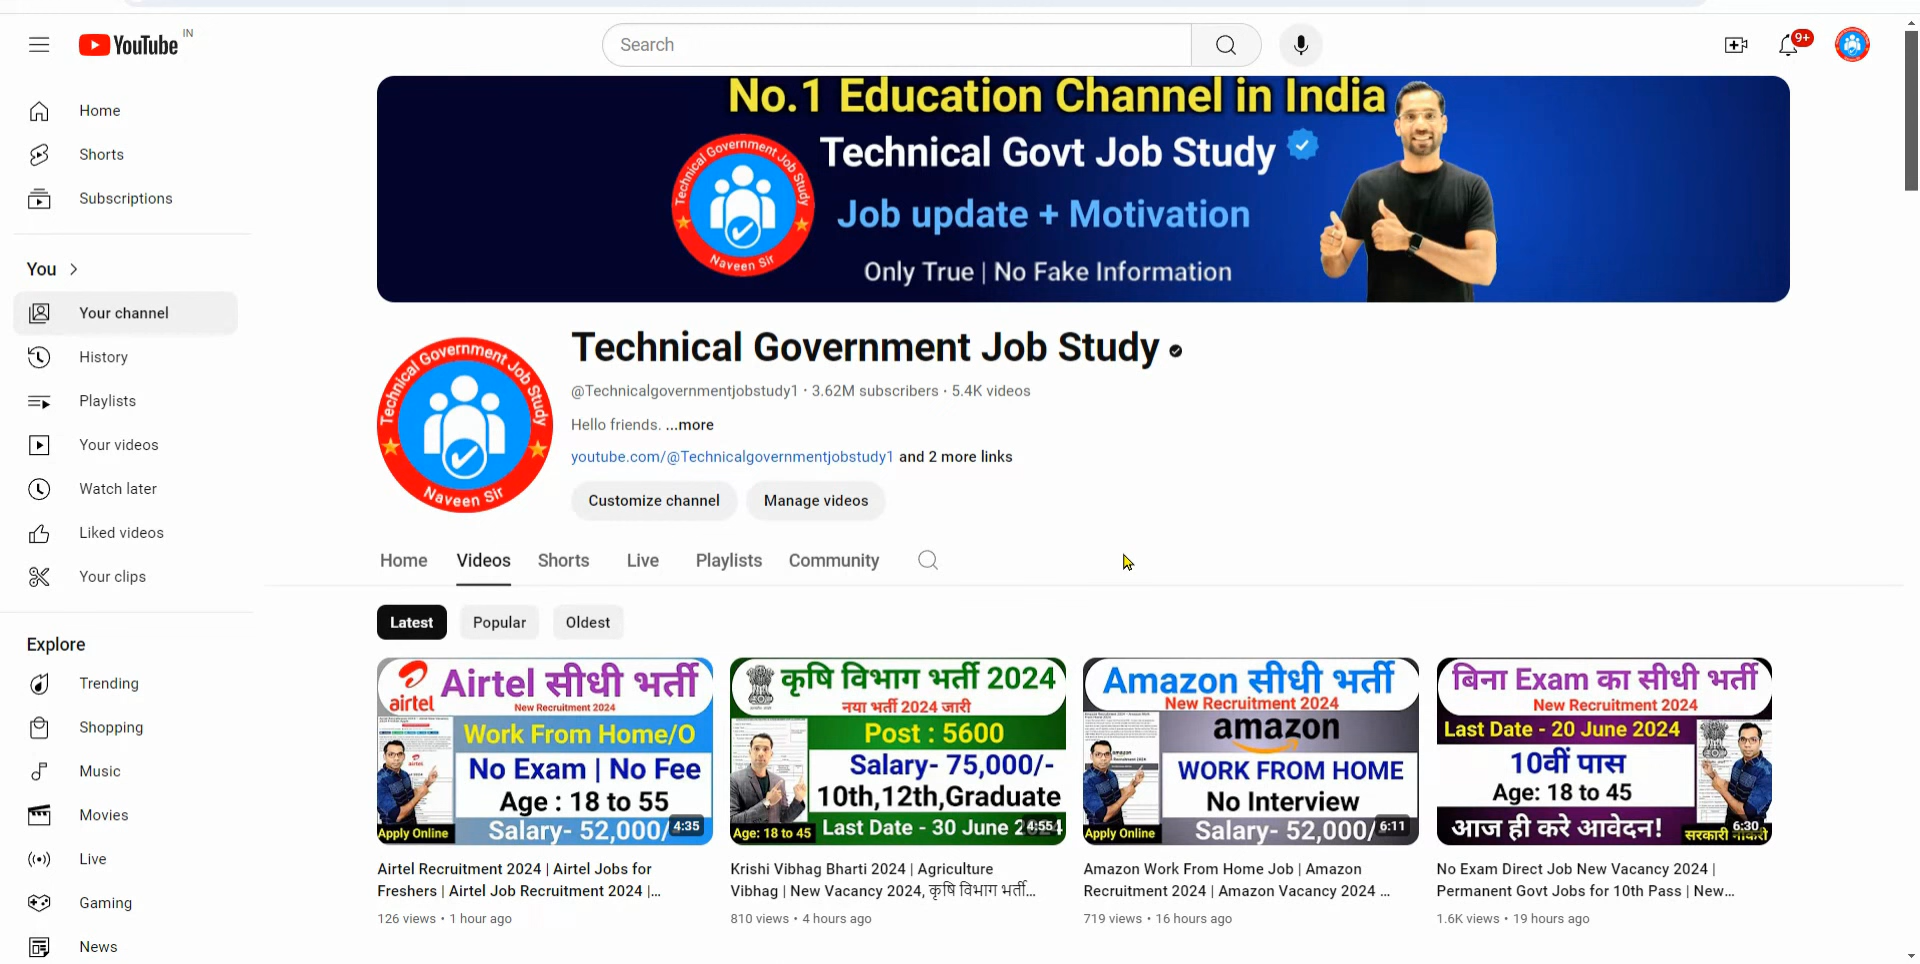 YouTube IN
Search
9+
Home
Shorts
Subscriptions
You
Your channel
History
Playlists
Your videos
Watch later
Liked videos
Your clips
Explore
Trending
Shopping
Music
Movies
Live
Gaming
News
No.1 Education Channel in India
Technical Government Job Study
Naveen Sir
Technical Govt Job Study
Job update + Motivation
Only True | No Fake Information
Technical Government Job Study
Naveen Sir
Technical Government Job Study
@Technicalgovernmentjobstudy1 · 3.62M subscribers · 5.4K videos
Hello friends. ...more
youtube.com/@Technicalgovernmentjobstudy1 and 2 more links
Customize channel
Manage videos
Home Videos Shorts Live Playlists Community
Latest Popular Oldest
airtel
Airtel सीधी भर्ती
New Recruitment 2024
Work From Home/O
No Exam | No Fee
Age : 18 to 55
Salary- 52,000/
Apply Online
4:35
Airtel Recruitment 2024 | Airtel Jobs for
Freshers | Airtel Job Recruitment 2024 |...
126 views · 1 hour ago
कृषि विभाग भर्ती 2024
नया भर्ती 2024 जारी
Post : 5600
Salary- 75,000/-
10th,12th,Graduate
Age: 18 to 45
Last Date - 30 June 2024
4:55
Krishi Vibhag Bharti 2024 | Agriculture
Vibhag | New Vacancy 2024, कृषि विभाग भर्ती...
810 views · 4 hours ago
Amazon सीधी भर्ती
New Recruitment 2024
amazon
WORK FROM HOME
No Interview
Salary- 52,000/
Apply Online
6:11
Amazon Work From Home Job | Amazon
Recruitment 2024 | Amazon Vacancy 2024 ...
719 views · 16 hours ago
बिना Exam का सीधी भर्ती
New Recruitment 2024
Last Date - 20 June 2024
10वीं पास
Age: 18 to 45
आज ही करे आवेदन!
सरकारी नौकरी
6:30
No Exam Direct Job New Vacancy 2024 |
Permanent Govt Jobs for 10th Pass | New...
1.6K views · 19 hours ago